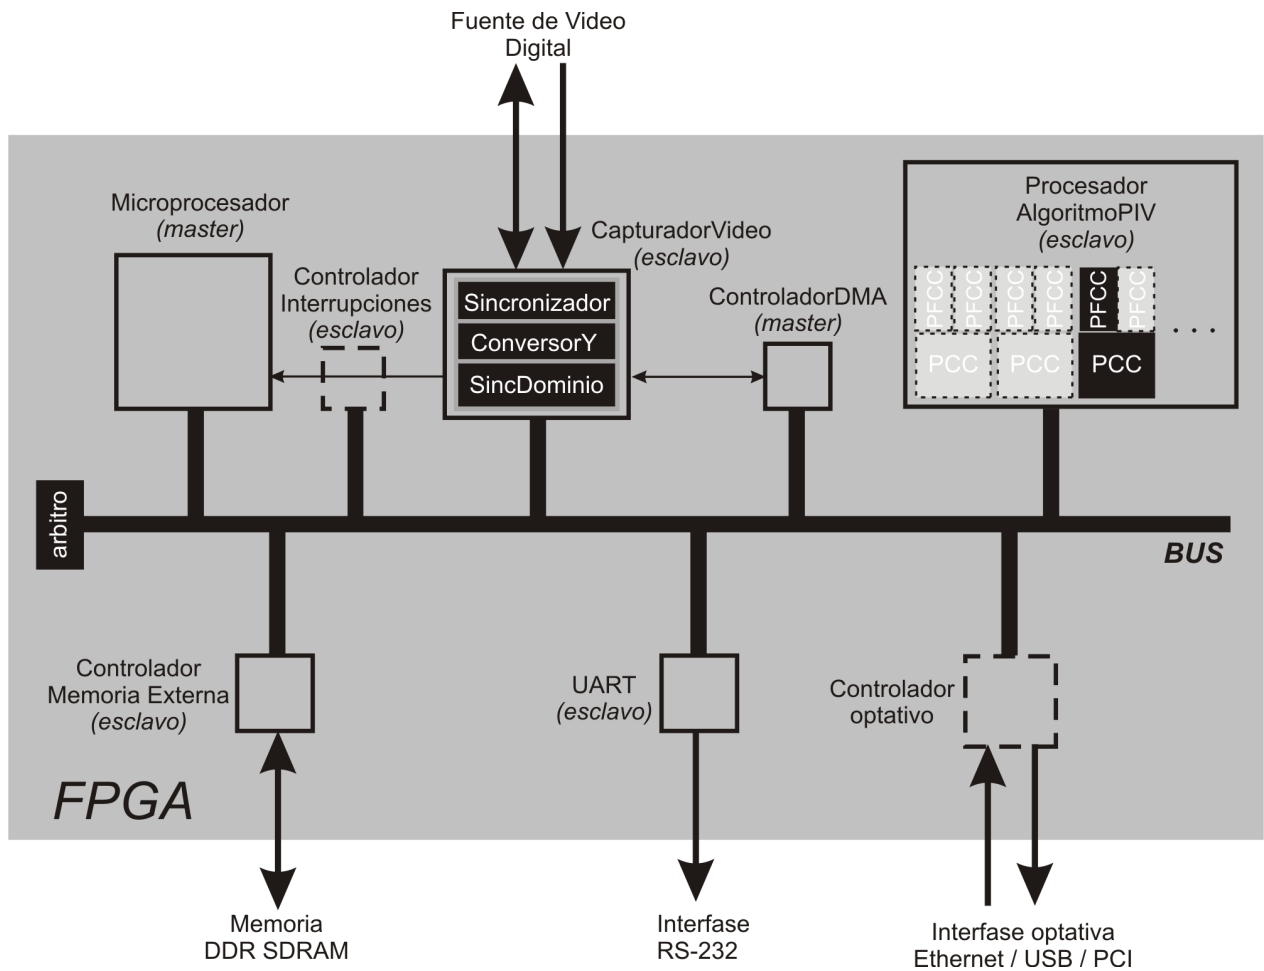 Fuente de Video
Digital
Microprocesador
(master)
Controlador
Interrupciones
(esclavo)
CapturadorVideo
(esclavo)
Sincronizador
ConversorY
SincDominio
ControladorDMA
(master)
Procesador
AlgoritmoPIV
(esclavo)
PFCC PFCC PFCC PFCC PFCC PFCC
. . .
PCC PCC PCC
arbitro
BUS
Controlador
Memoria Externa
(esclavo)
UART
(esclavo)
Controlador
optativo
FPGA
Memoria
DDR SDRAM
Interfase
RS-232
Interfase optativa
Ethernet / USB / PCI